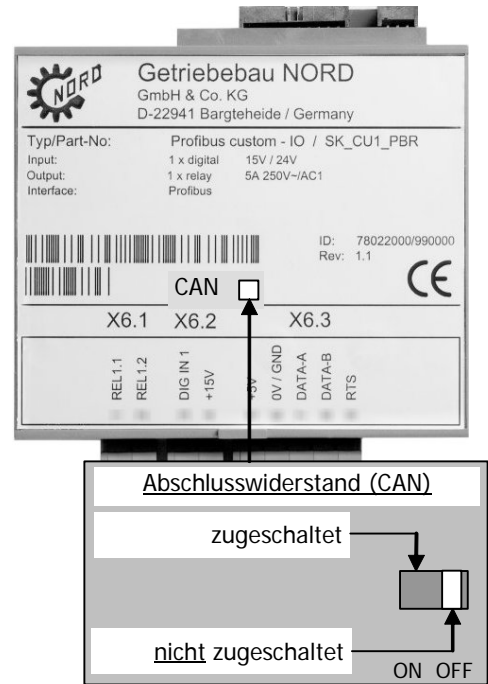 NORD
Getriebebau NORD
GmbH & Co. KG
D-22941 Bargteheide / Germany
Typ/Part-No: Profibus custom - IO / SK_CU1_PBR
Input: 1 x digital 15V / 24V
Output: 1 x relay 5A 250V~/AC1
Interface: Profibus
ID: 78022000/990000
Rev: 1.1
CE
CAN
X6.1 X6.2 X6.3
REL1.1
REL1.2
DIG IN 1
+15V
+5V
0V / GND
DATA-A
DATA-B
RTS
Abschlusswiderstand (CAN)
zugeschaltet
nicht zugeschaltet
ON OFF